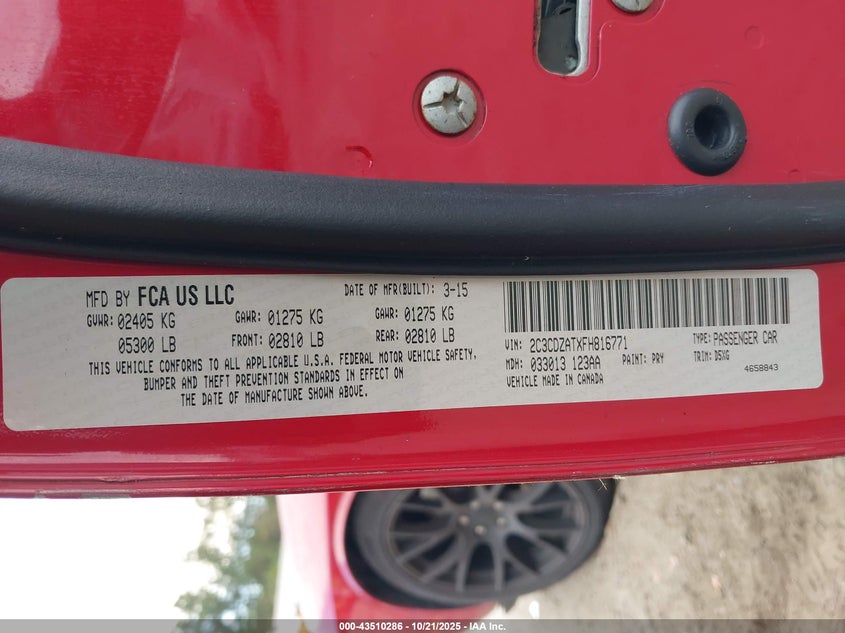 MFD BY FCA US LLC DATE OF MFR(BUILT): 3-15
GVWR: 02405 KG GAWR: 01275 KG GAWR: 01275 KG
05300 LB FRONT: 02810 LB REAR: 02810 LB
THIS VEHICLE CONFORMS TO ALL APPLICABLE U.S.A. FEDERAL MOTOR VEHICLE SAFETY,
BUMPER AND THEFT PREVENTION STANDARDS IN EFFECT ON
THE DATE OF MANUFACTURE SHOWN ABOVE.
VIN: 2C3CDZATXFH816771 TYPE: PASSENGER CAR
MDH: 033013 123AA PAINT: PRY TRIM: D5XG
VEHICLE MADE IN CANADA 4658843
000-43510286 - 10/21/2025 - IAA Inc.